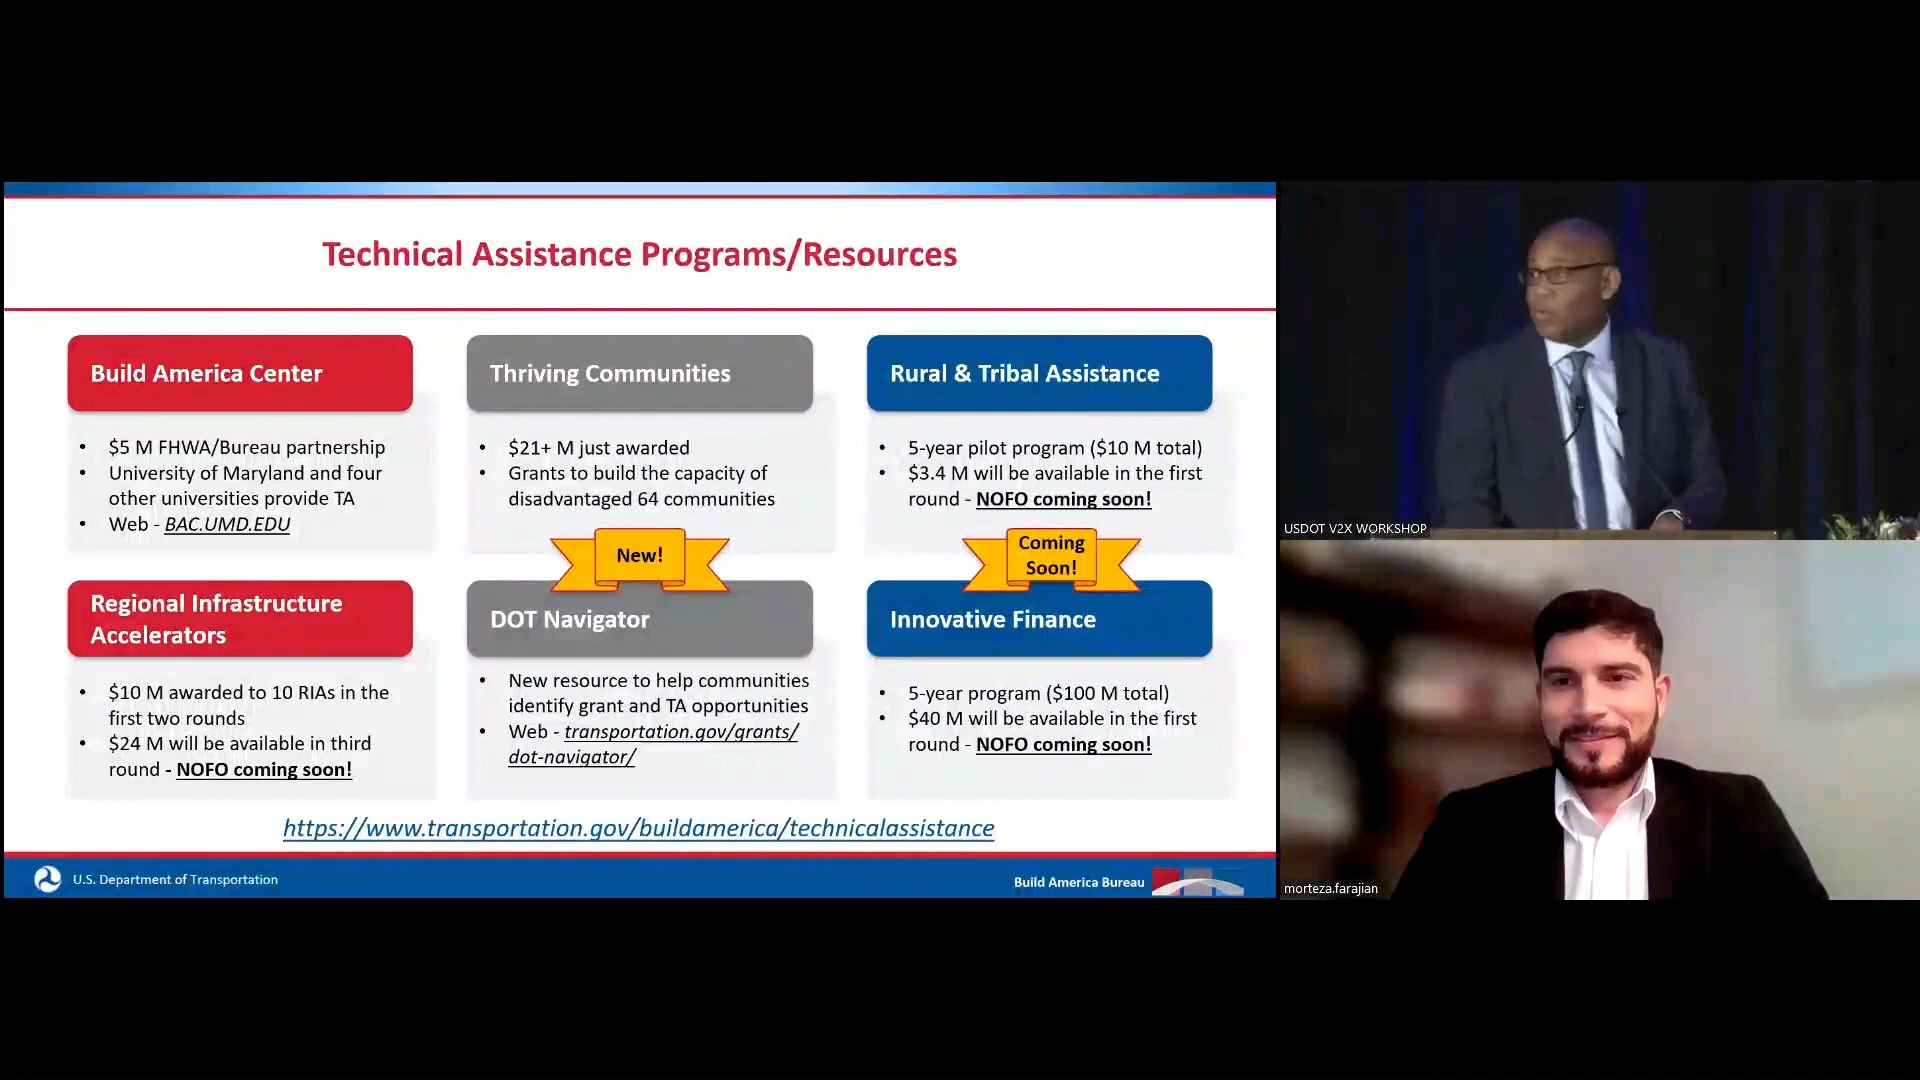 Technical Assistance Programs/Resources
Build America Center
• $5 M FHWA/Bureau partnership
• University of Maryland and four
other universities provide TA
• Web - BAC.UMD.EDU
Thriving Communities
• $21+ M just awarded
• Grants to build the capacity of
disadvantaged 64 communities
Rural & Tribal Assistance
• 5-year pilot program ($10 M total)
• $3.4 M will be available in the first
round - NOFO coming soon!
Regional Infrastructure
Accelerators
• $10 M awarded to 10 RIAs in the
first two rounds
• $24 M will be available in third
round - NOFO coming soon!
New!
DOT Navigator
• New resource to help communities
identify grant and TA opportunities
• Web - transportation.gov/grants/
dot-navigator/
Coming
Soon!
Innovative Finance
• 5-year program ($100 M total)
• $40 M will be available in the first
round - NOFO coming soon!
https://www.transportation.gov/buildamerica/technicalassistance
U.S. Department of Transportation
Build America Bureau
USDOT V2X WORKSHOP
morteza.farajian